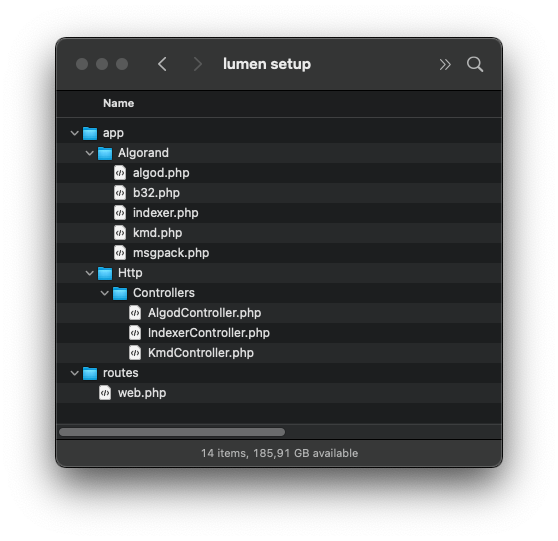 lumen setup
Name
app
Algorand
algod.php
b32.php
indexer.php
kmd.php
msgpack.php
Http
Controllers
AlgodController.php
IndexerController.php
KmdController.php
routes
web.php
14 items, 185,91 GB available